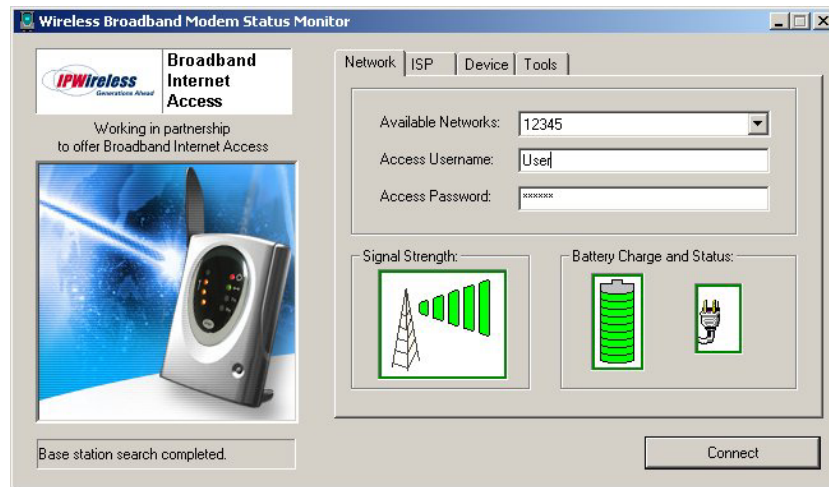 Wireless Broadband Modem Status Monitor
IPWireless
Generations Ahead
Broadband
Internet
Access
Working in partnership
to offer Broadband Internet Access
Base station search completed.
Network
ISP
Device
Tools
Available Networks:
12345
Access Username:
User
Access Password:
******
Signal Strength:
Battery Charge and Status:
Connect